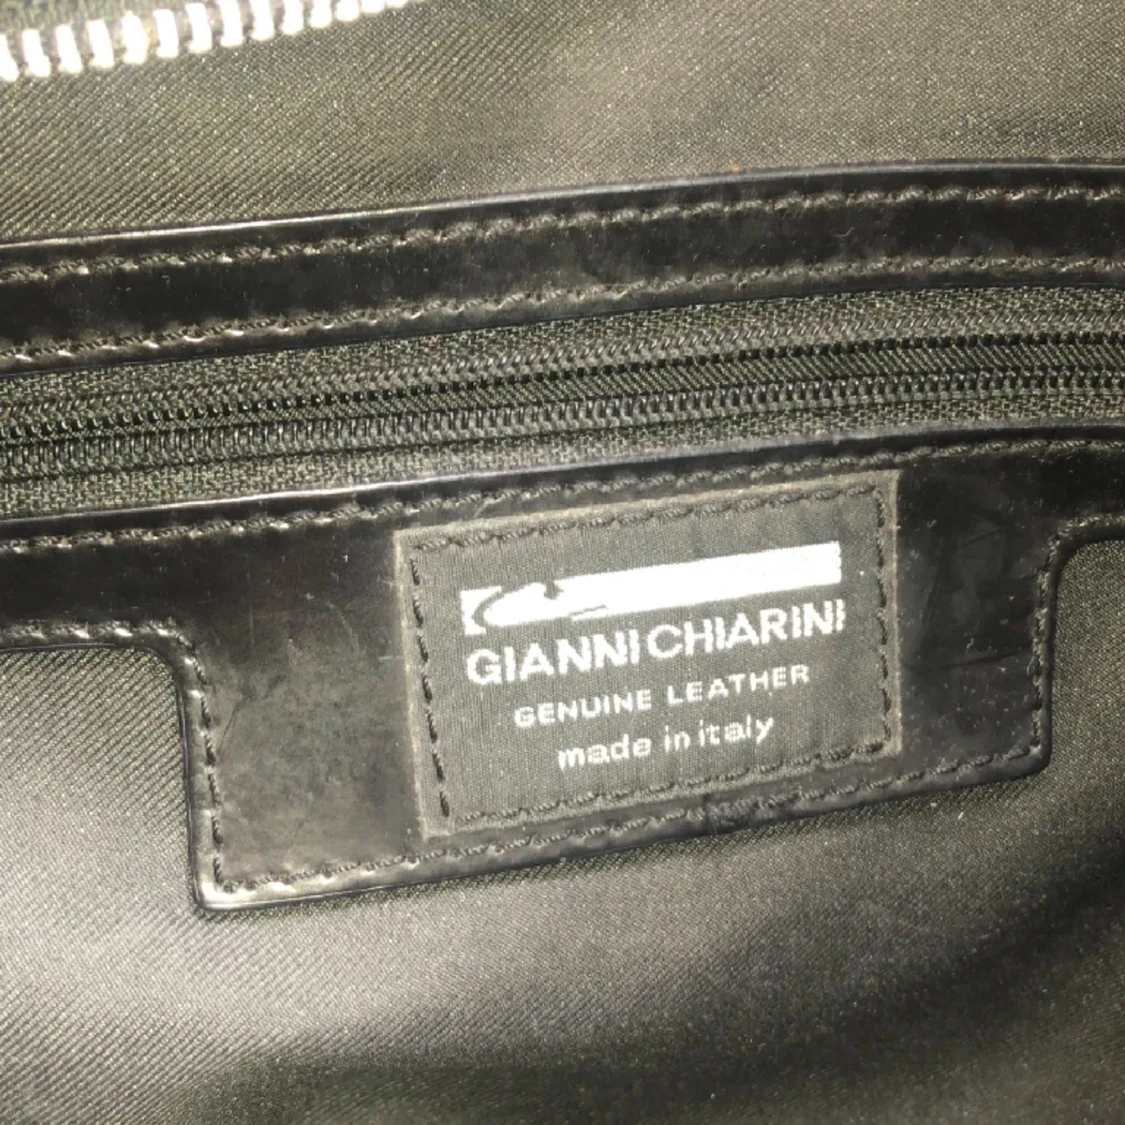 GIANNI CHIARINI
GENUINE LEATHER
made in italy